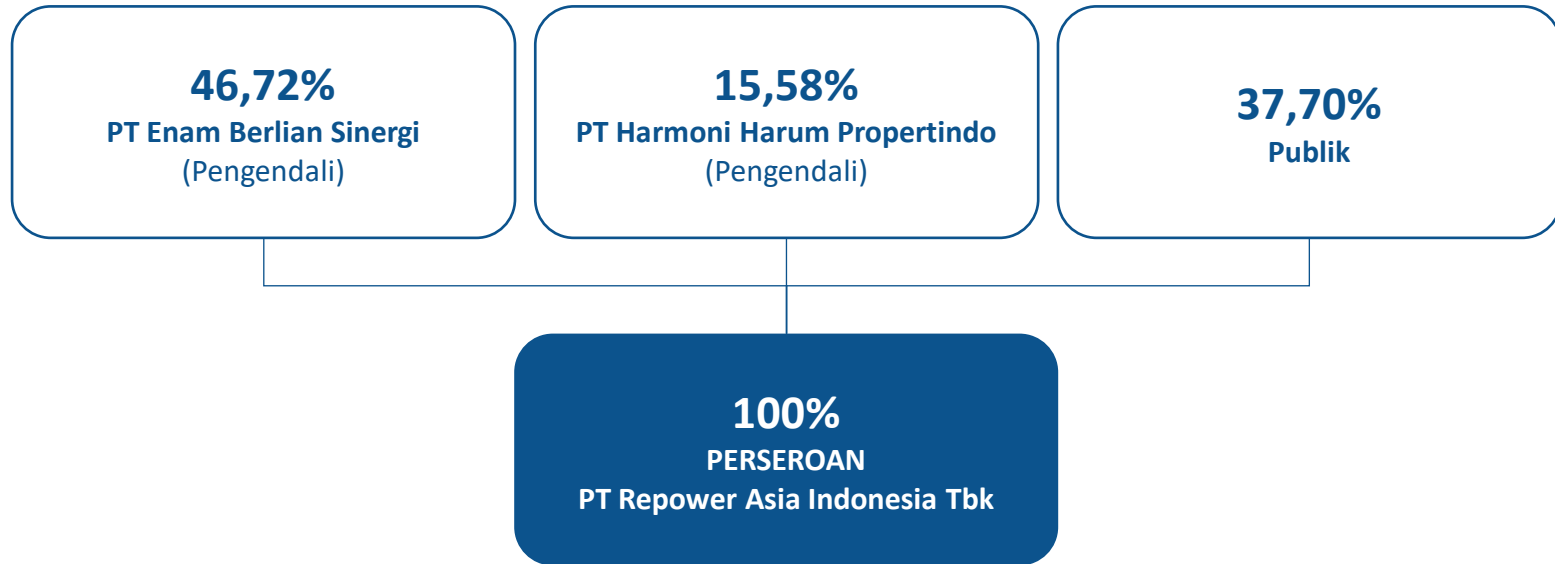 46,72%
PT Enam Berlian Sinergi
(Pengendali)
15,58%
PT Harmoni Harum Propertindo
(Pengendali)
37,70%
Publik
100%
PERSEROAN
PT Repower Asia Indonesia Tbk